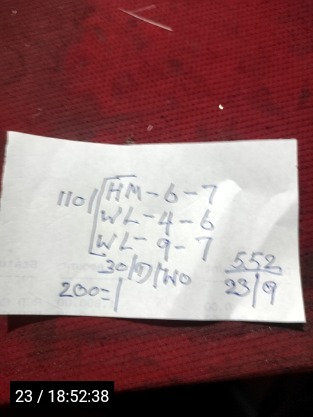 110/ HM-6-7
WL-4-6
WL-9-7
30/D/WO
552
200=/
23/9
23 / 18:52:38